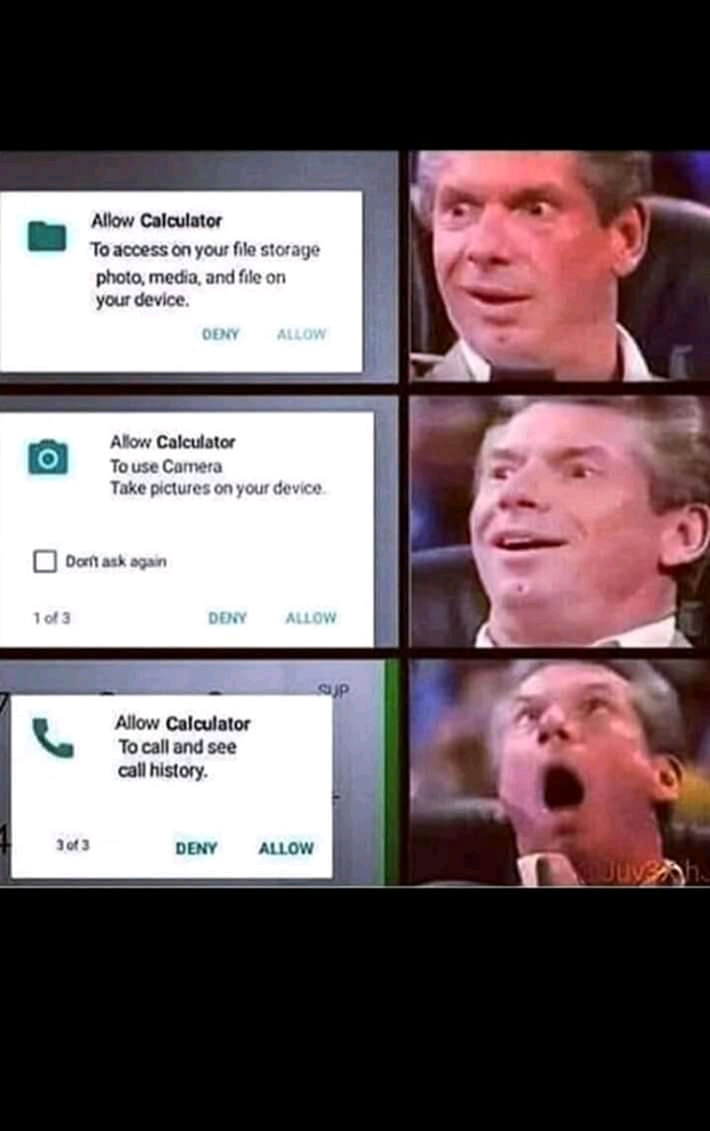 Allow Calculator
To access on your file storage
photo, media, and file on
your device.
DENY ALLOW
Allow Calculator
To use Camera
Take pictures on your device.
Don't ask again
1 of 3 DENY ALLOW
SUP
Allow Calculator
To call and see
call history.
3 of 3 DENY ALLOW